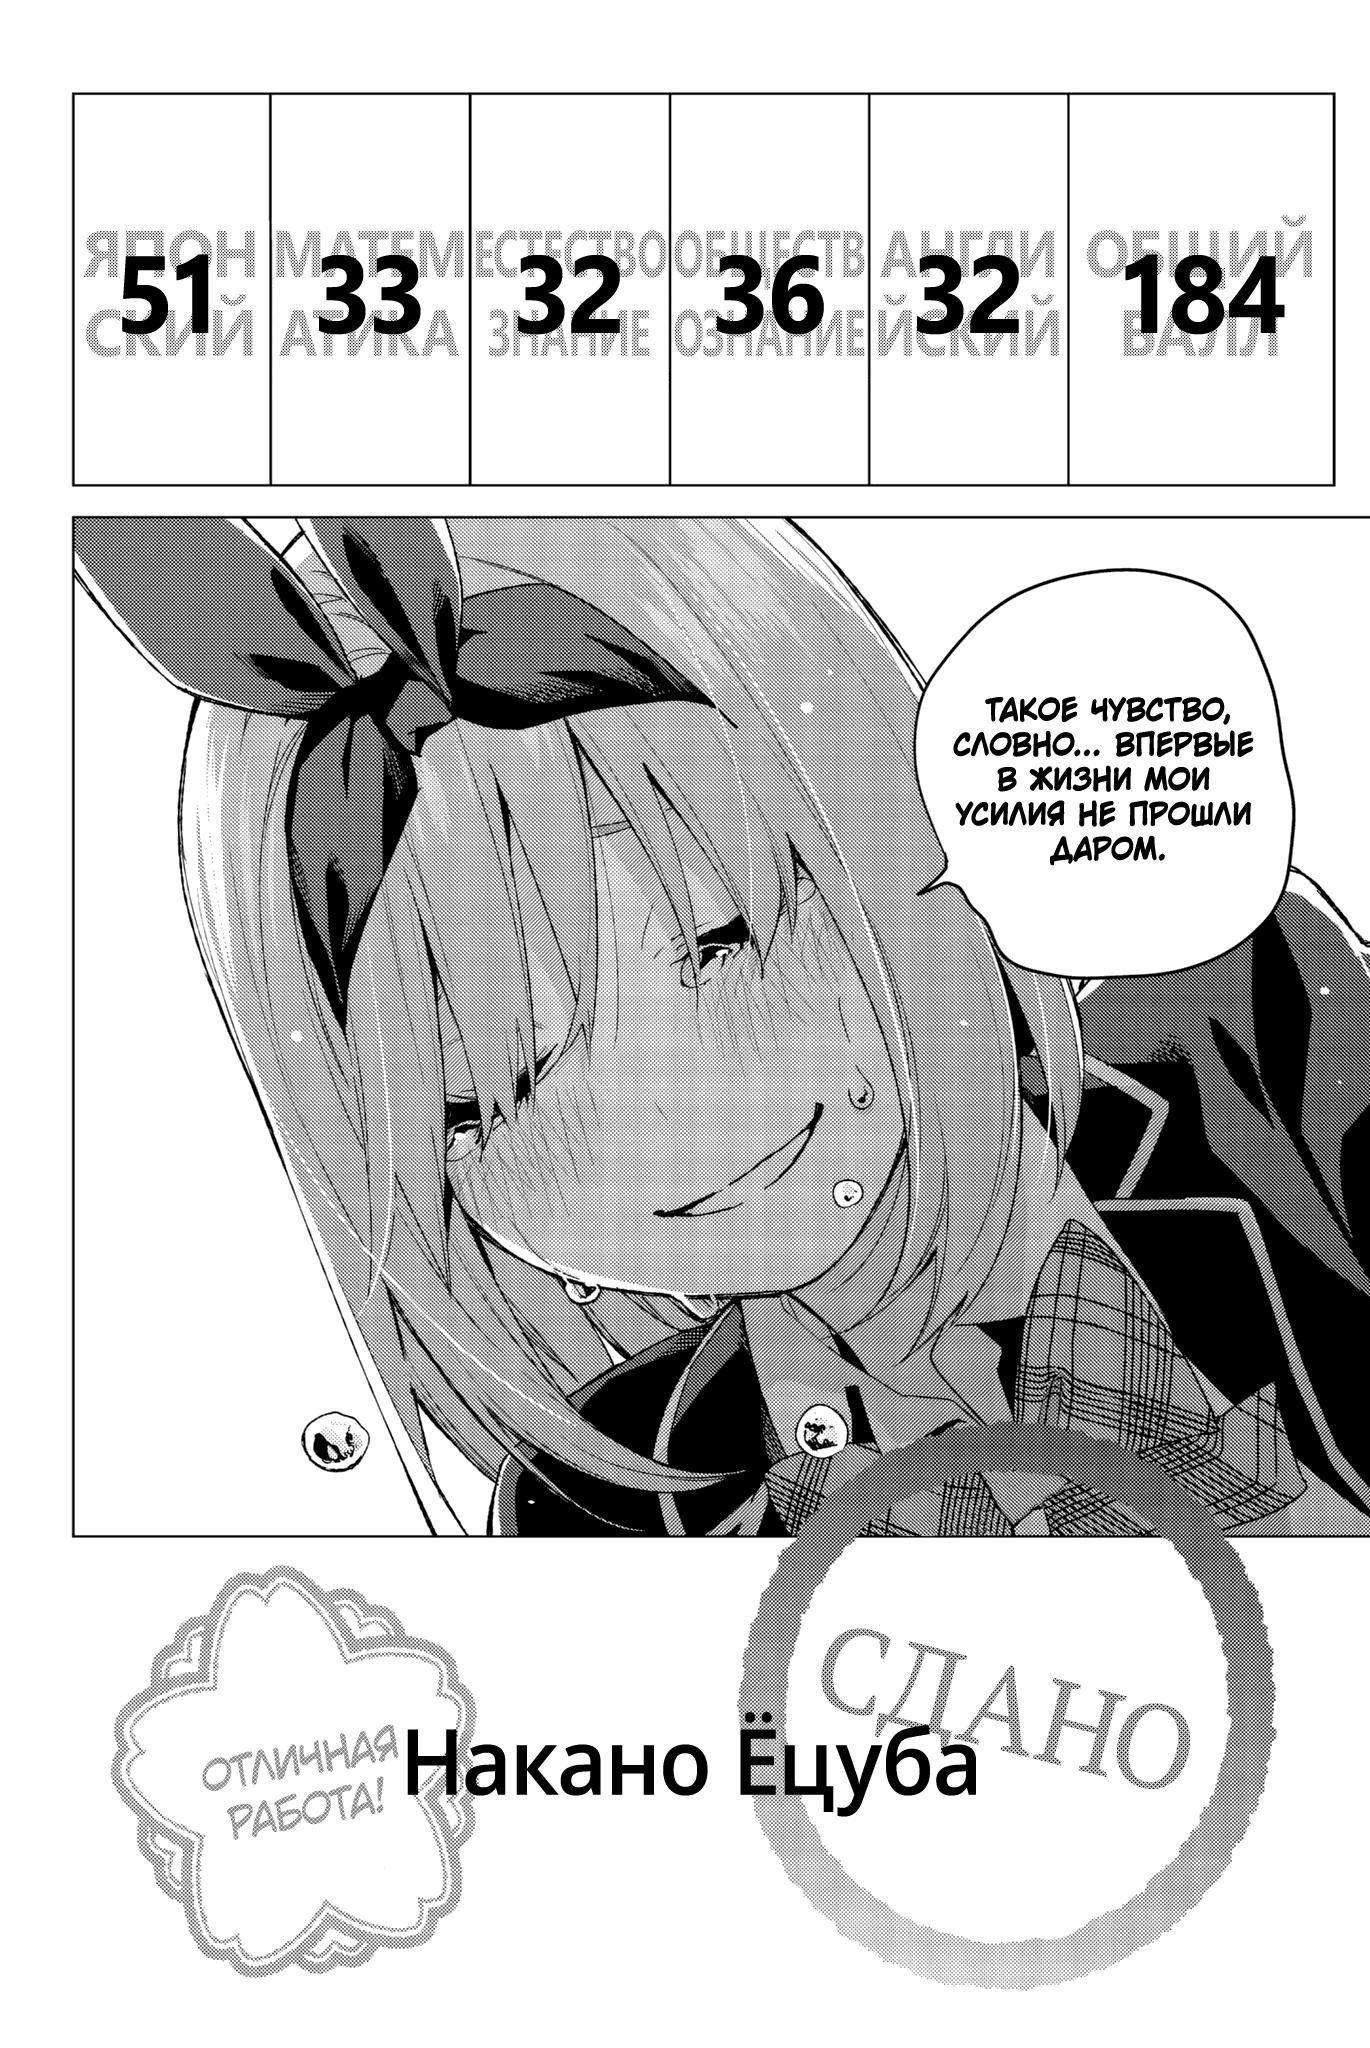 ЯПОН
СКИЙ
51
МАТЕМ
АТИКА
33
ЕСТЕСТВО
ЗНАНИЕ
32
ОБЩЕСТВ
ОЗНАНИЕ
36
АНГЛИ
ЙСКИЙ
32
ОБЩИЙ
БАЛЛ
184
ТАКОЕ ЧУВСТВО,
СЛОВНО... ВПЕРВЫЕ
В ЖИЗНИ МОИ
УСИЛИЯ НЕ ПРОШЛИ
ДАРОМ.
ОТЛИЧНАЯ
РАБОТА!
Накано Ёцуба
СДАНО